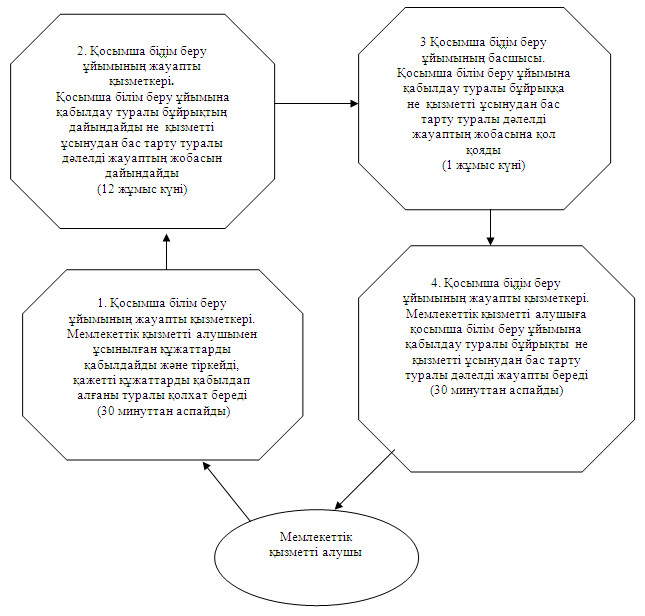 1. Қосымша білім беру
ұйымының жауапты қызметкері.
Мемлекеттік қызметті алушымен
ұсынылған құжаттарды
қабылдайды және тіркейді,
қажетті құжаттарды қабылдап
алғаны туралы қолхат береді
(30 минуттан аспайды)
2. Қосымша білім беру
ұйымының жауапты
қызметкері.
Қосымша білім беру ұйымына
қабылдау туралы бұйрықтың
дайындайды не қызметті
ұсынудан бас тарту туралы
дәлелді жауаптың жобасын
дайындайды
(12 жұмыс күні)
3 Қосымша білім беру
ұйымының басшысы.
Қосымша білім беру ұйымына
қабылдау туралы бұйрыққа
не қызметті ұсынудан бас
тарту туралы дәлелді
жауаптың жобасына қол
қояды
(1 жұмыс күні)
4. Қосымша білім беру
ұйымының жауапты қызметкері.
Мемлекеттік қызметті алушыға
қосымша білім беру ұйымына
қабылдау туралы бұйрықты не
қызметті ұсынудан бас тарту
туралы дәлелді жауапты береді
(30 минуттан аспайды)
Мемлекеттік
қызметті алушы